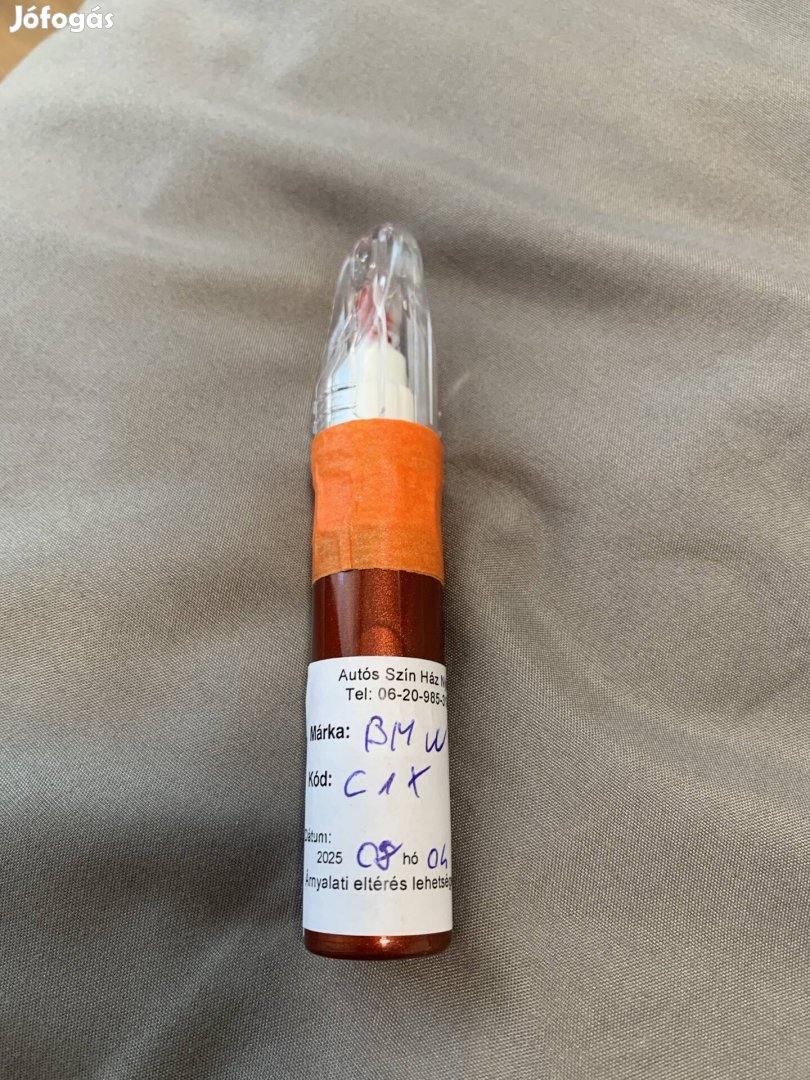 Jófogás
Autós Szín Ház
Tel: 06-20-985-
Márka: BMW
Kód: C1X
Dátum:
2025 08 hó 04
Árnyalati eltérés